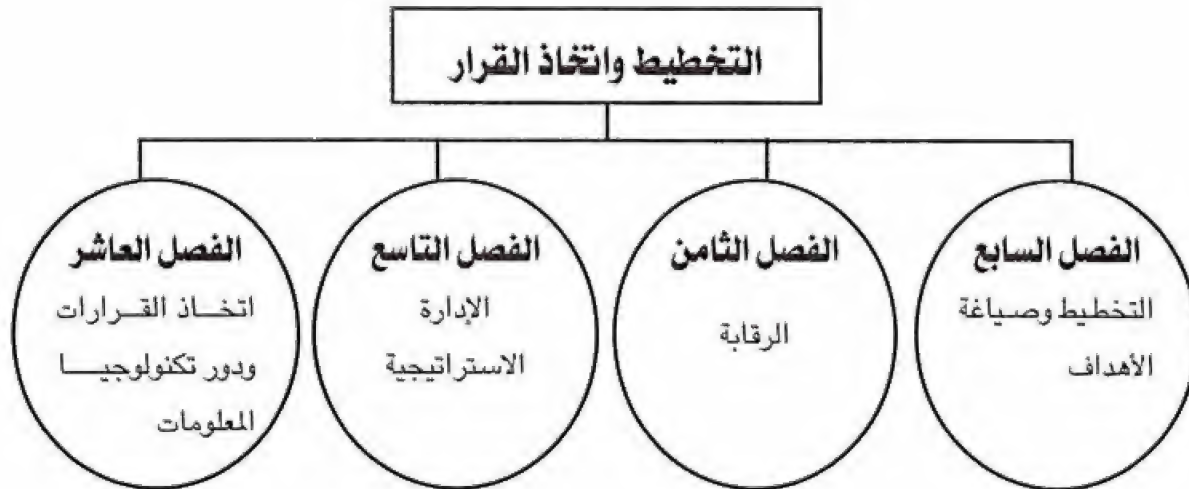 التخطيط واتخاذ القرار
الفصل السابع
التخطيط وصياغة
الأهداف
الفصل الثامن
الرقابة
الفصل التاسع
الإدارة
الاستراتيجية
الفصل العاشر
اتخاذ القرارات
ودور تكنولوجيا
المعلومات